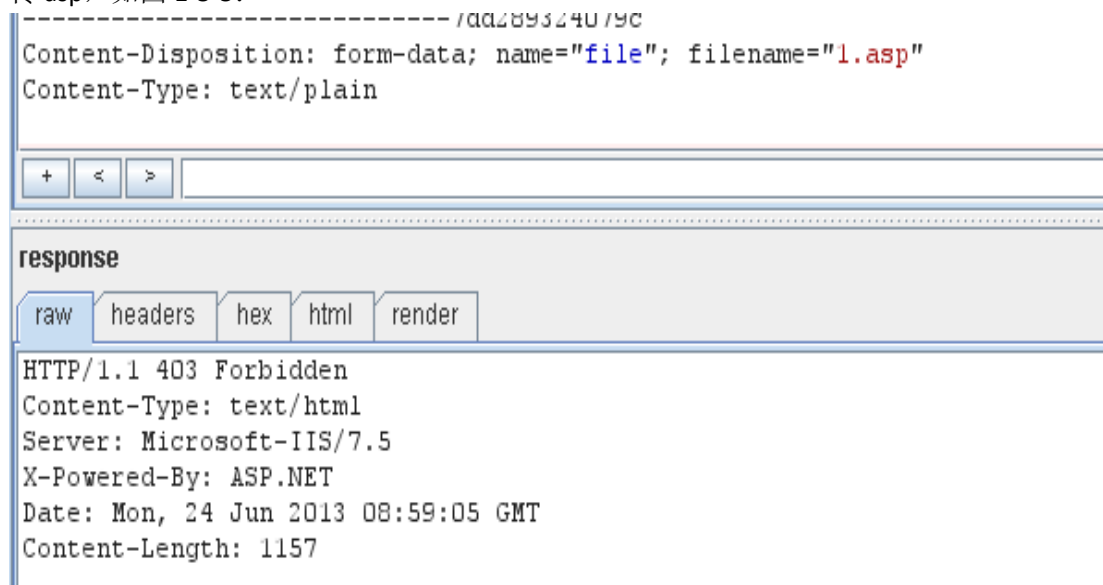 -----------------------------7dd289324079c
Content-Disposition: form-data; name="file"; filename="1.asp"
Content-Type: text/plain
+ < >
response
raw headers hex html render
HTTP/1.1 403 Forbidden
Content-Type: text/html
Server: Microsoft-IIS/7.5
X-Powered-By: ASP.NET
Date: Mon, 24 Jun 2013 08:59:05 GMT
Content-Length: 1157